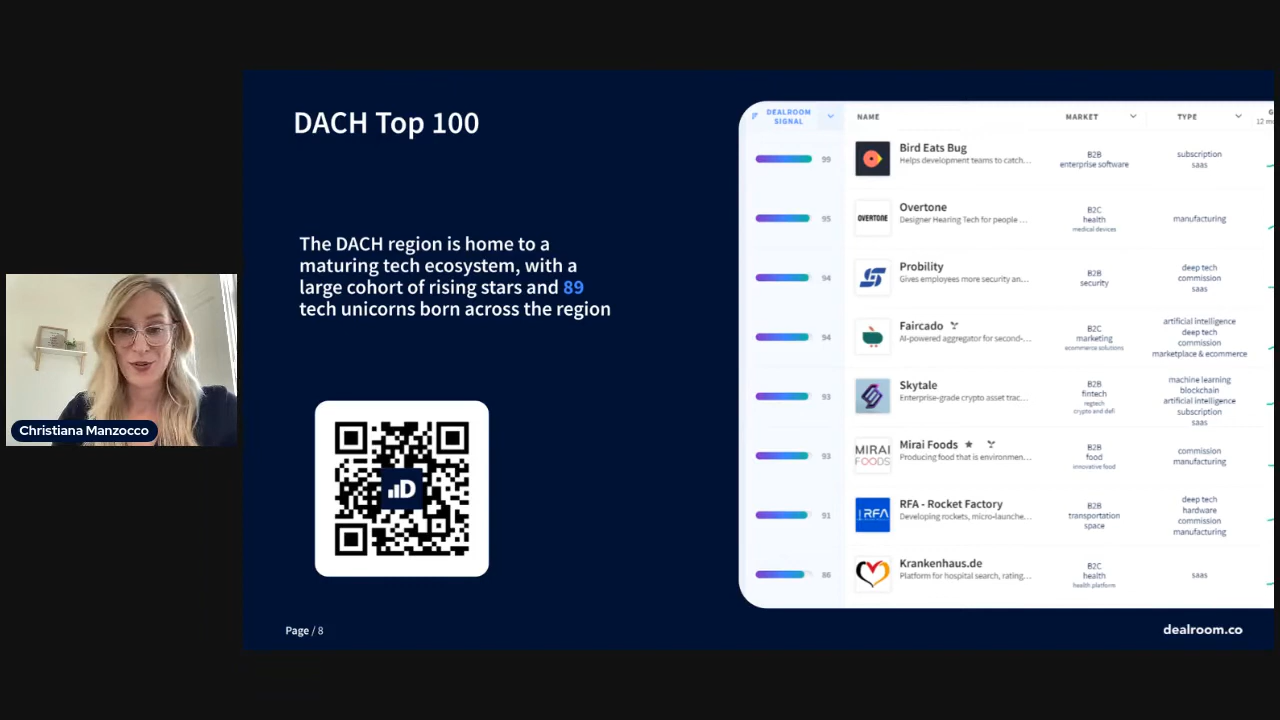 DACH Top 100
The DACH region is home to a
maturing tech ecosystem, with a
large cohort of rising stars and 89
tech unicorns born across the region
Christiana Manzocco
DEALROOM
SIGNAL
NAME
MARKET
TYPE
12 m
99
Bird Eats Bug
Helps development teams to catch...
B2B
enterprise software
subscription
saas
95
OVERTONE
Overtone
Designer Hearing Tech for people ...
B2C
health
medical devices
manufacturing
94
Probility
Gives employees more security an...
B2B
security
deep tech
commission
saas
94
Faircado
AI-powered aggregator for second-...
B2C
marketing
ecommerce solutions
artificial intelligence
deep tech
commission
marketplace & ecommerce
93
Skytale
Enterprise-grade crypto asset trac...
B2B
fintech
regtech
crypto and defi
machine learning
blockchain
artificial intelligence
subscription
saas
93
MIRAI
FOODS
Mirai Foods
Producing food that is environmen...
B2B
food
innovative food
commission
manufacturing
91
RFA
RFA - Rocket Factory
Developing rockets, micro-launche...
B2B
transportation
space
deep tech
hardware
commission
manufacturing
86
Krankenhaus.de
Platform for hospital search, rating...
B2C
health
health platform
saas
Page / 8
dealroom.co